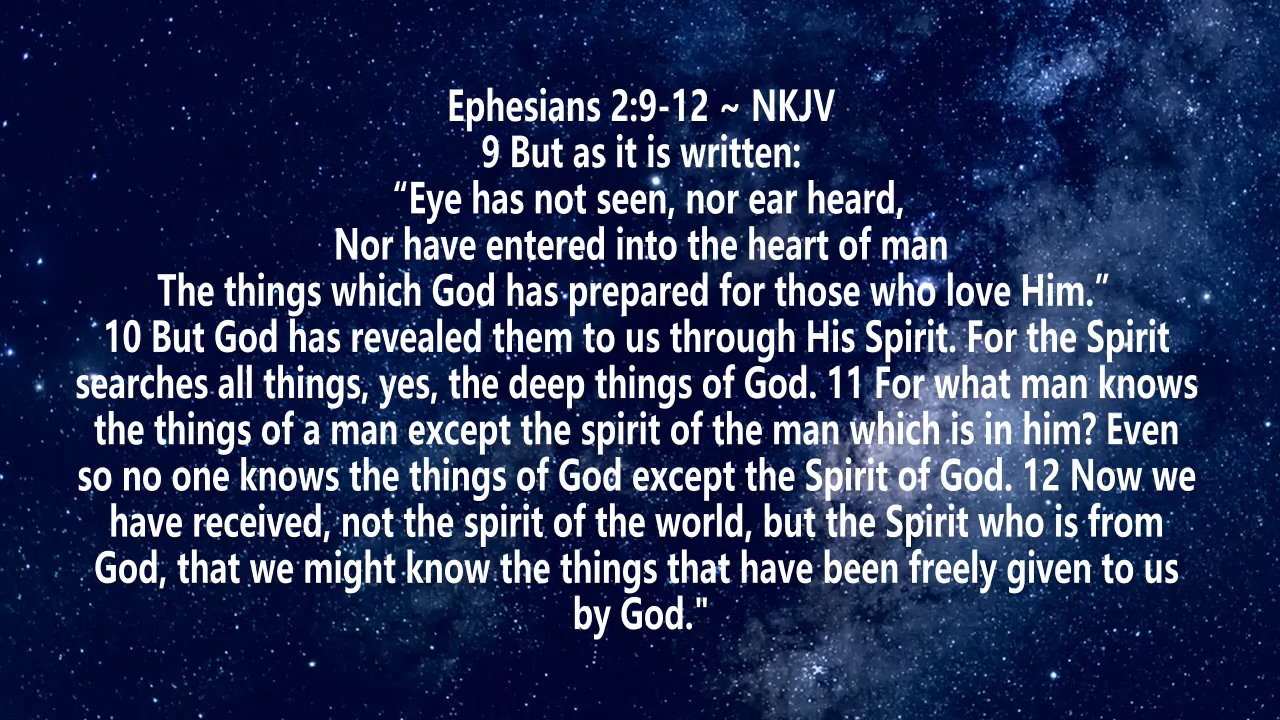 Ephesians 2:9-12 ~ NKJV
9 But as it is written:
“Eye has not seen, nor ear heard,
Nor have entered into the heart of man
The things which God has prepared for those who love Him.”
10 But God has revealed them to us through His Spirit. For the Spirit
searches all things, yes, the deep things of God. 11 For what man knows
the things of a man except the spirit of the man which is in him? Even
so no one knows the things of God except the Spirit of God. 12 Now we
have received, not the spirit of the world, but the Spirit who is from
God, that we might know the things that have been freely given to us
by God."